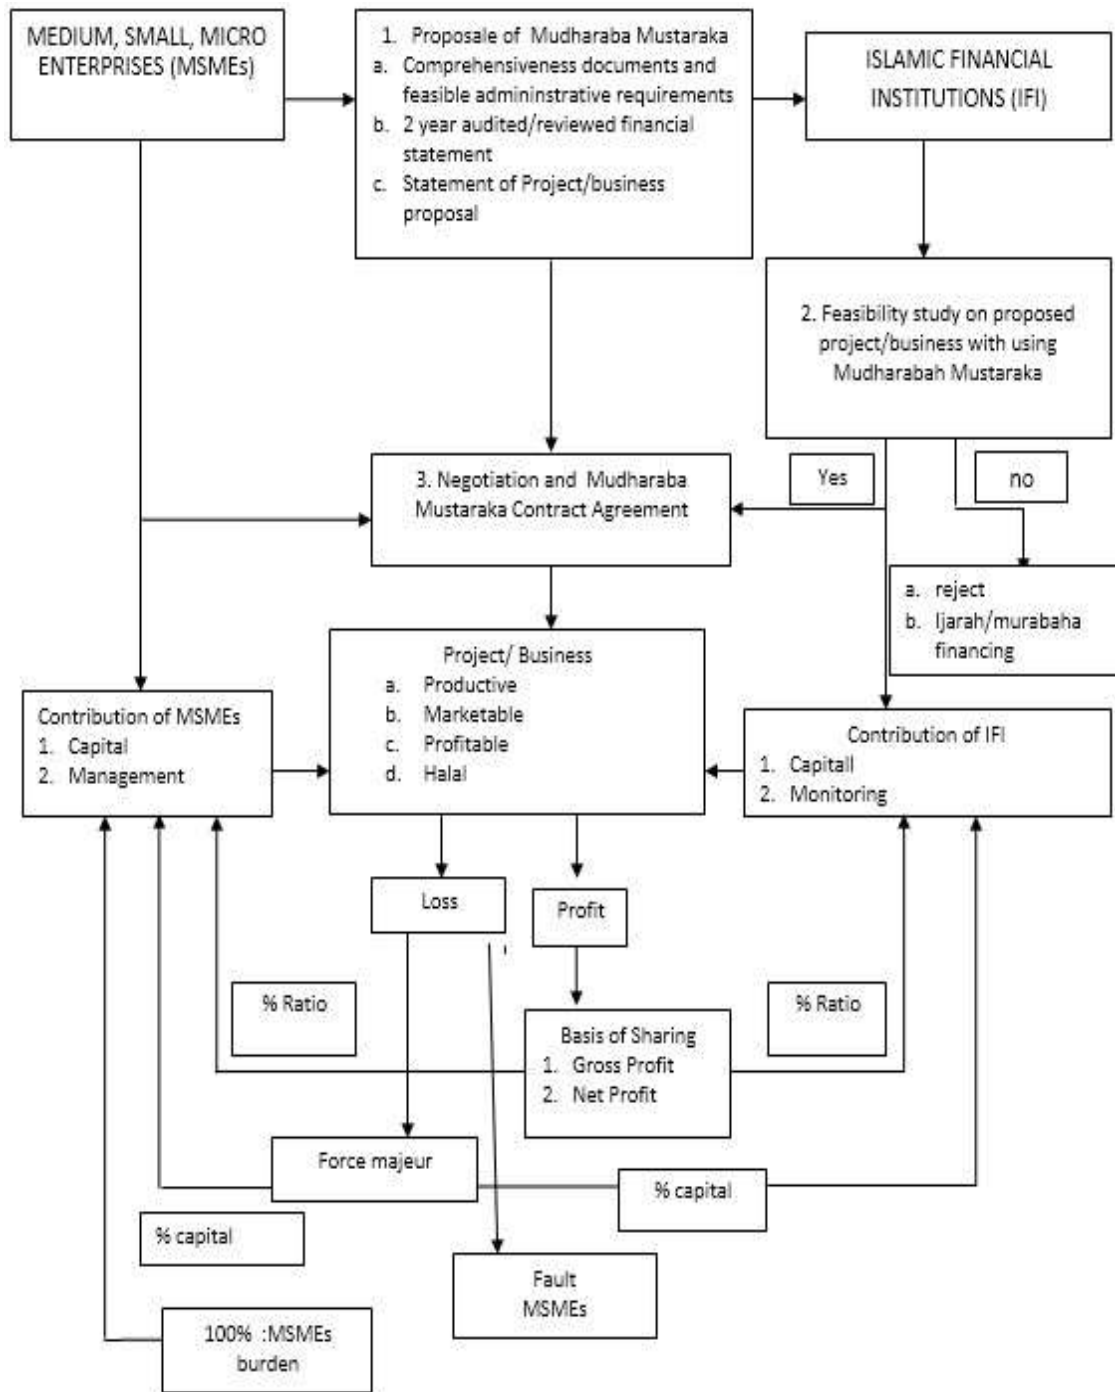 MEDIUM, SMALL, MICRO
ENTERPRISES (MSMEs)
1. Proposale of Mudharaba Mustaraka
a. Comprehensiveness documents and
feasible admininstrative requirements
b. 2 year audited/reviewed financial
statement
c. Statement of Project/business
proposal
ISLAMIC FINANCIAL
INSTITUTIONS (IFI)
2. Feasibility study on proposed
project/business with using
Mudharabah Mustaraka
3. Negotiation and Mudharaba
Mustaraka Contract Agreement
Yes
no
a. reject
b. Ijarah/murabaha
financing
Project/ Business
a. Productive
b. Marketable
c. Profitable
d. Halal
Contribution of MSMEs
1. Capital
2. Management
Contribution of IFI
1. Capitall
2. Monitoring
Loss
Profit
% Ratio
Basis of Sharing
1. Gross Profit
2. Net Profit
% Ratio
Force majeur
% capital
% capital
Fault
MSMEs
100% :MSMEs
burden